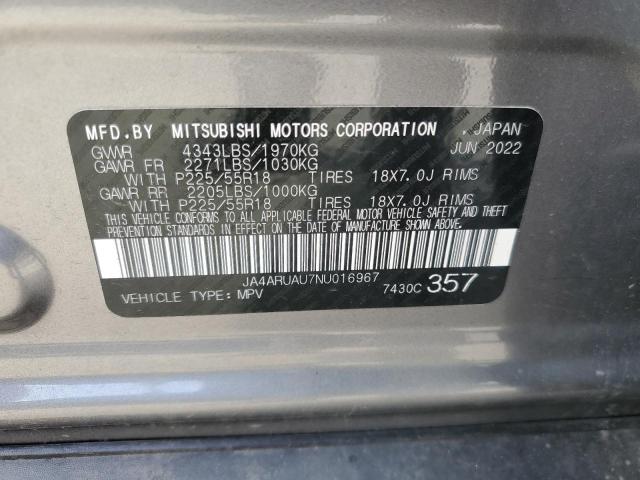 MFD.BY MITSUBISHI MOTORS CORPORATION, JAPAN
GVWR 4343LBS/1970KG JUN 2022
GAWR FR 2271LBS/1030KG
WITH P225/55R18 TIRES 18X7.0J RIMS
GAWR RR 2205LBS/1000KG
WITH P225/55R18 TIRES 18X7.0J RIMS
THIS VEHICLE CONFORMS TO ALL APPLICABLE FEDERAL MOTOR VEHICLE SAFETY AND THEFT
PREVENTION STANDARDS IN EFFECT ON THE DATE OF MANUFACTURE SHOWN ABOVE.
JA4ARUAU7NU016967
VEHICLE TYPE: MPV 7430C 357